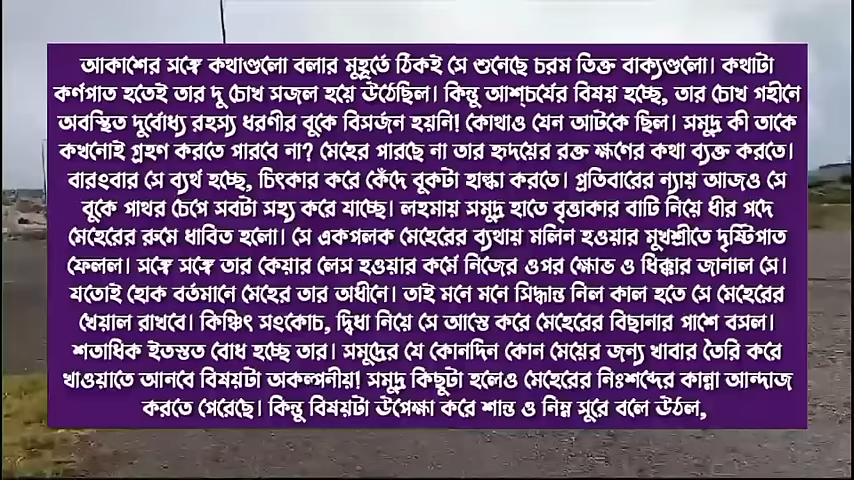 আকাশের সঙ্গে কথাগুলো বলার মুহূর্তে ঠিকই সে শুনেছে চরম তিক্ত বাক্যগুলো। কথাটা
কর্ণপাত হতেই তার দু চোখ সজল হয়ে উঠেছিল। কিন্তু আশ্চর্যের বিষয় হচ্ছে, তার চোখ গহীনে
অবস্থিত দুর্বোধ্য রহস্য ধরণীর বুকে বিসর্জন হয়নি! কোথাও যেন আটকে ছিল। সমুদ্র কী তাকে
কখনোই গ্রহণ করতে পারবে না? মেহের পারছে না তার হৃদয়ের রক্ত ক্ষণের কথা ব্যক্ত করতে।
বারংবার সে ব্যর্থ হচ্ছে, চিৎকার করে কেঁদে বুকটা হাল্কা করতে। প্রতিবারের ন্যায় আজও সে
বুকে পাথর চেপে সবটা সহ্য করে যাচ্ছে। লহমায় সমুদ্র হাতে বৃত্তাকার বাটি নিয়ে ধীর পদে
মেহেরের রুমে ধাবিত হলো। সে একপলক মেহেরের ব্যথায় মলিন হওয়ার মুখশ্রীতে দৃষ্টিপাত
ফেলল। সঙ্গে সঙ্গে তার কেয়ার লেস হওয়ার কর্মে নিজের ওপর ক্ষোভ ও ধিক্কার জানাল সে।
যতোই হোক বর্তমানে মেহের তার অধীনে। তাই মনে মনে সিদ্ধান্ত নিল কাল হতে সে মেহেরের
খেয়াল রাখবে। কিঞ্চিৎ সংকোচ, দ্বিধা নিয়ে সে আস্তে করে মেহেরের বিছানার পাশে বসল।
শতাধিক ইতস্তত বোধ হচ্ছে তার। সমুদ্রের যে কোনদিন কোন মেয়ের জন্য খাবার তৈরি করে
খাওয়াতে আনবে বিষয়টা অকল্পনীয়! সমুদ্র কিছুটা হলেও মেহেরের নিঃশব্দের কান্না আন্দাজ
করতে পেরেছে। কিন্তু বিষয়টা উপেক্ষা করে শান্ত ও নিম্ন সুরে বলে উঠল,